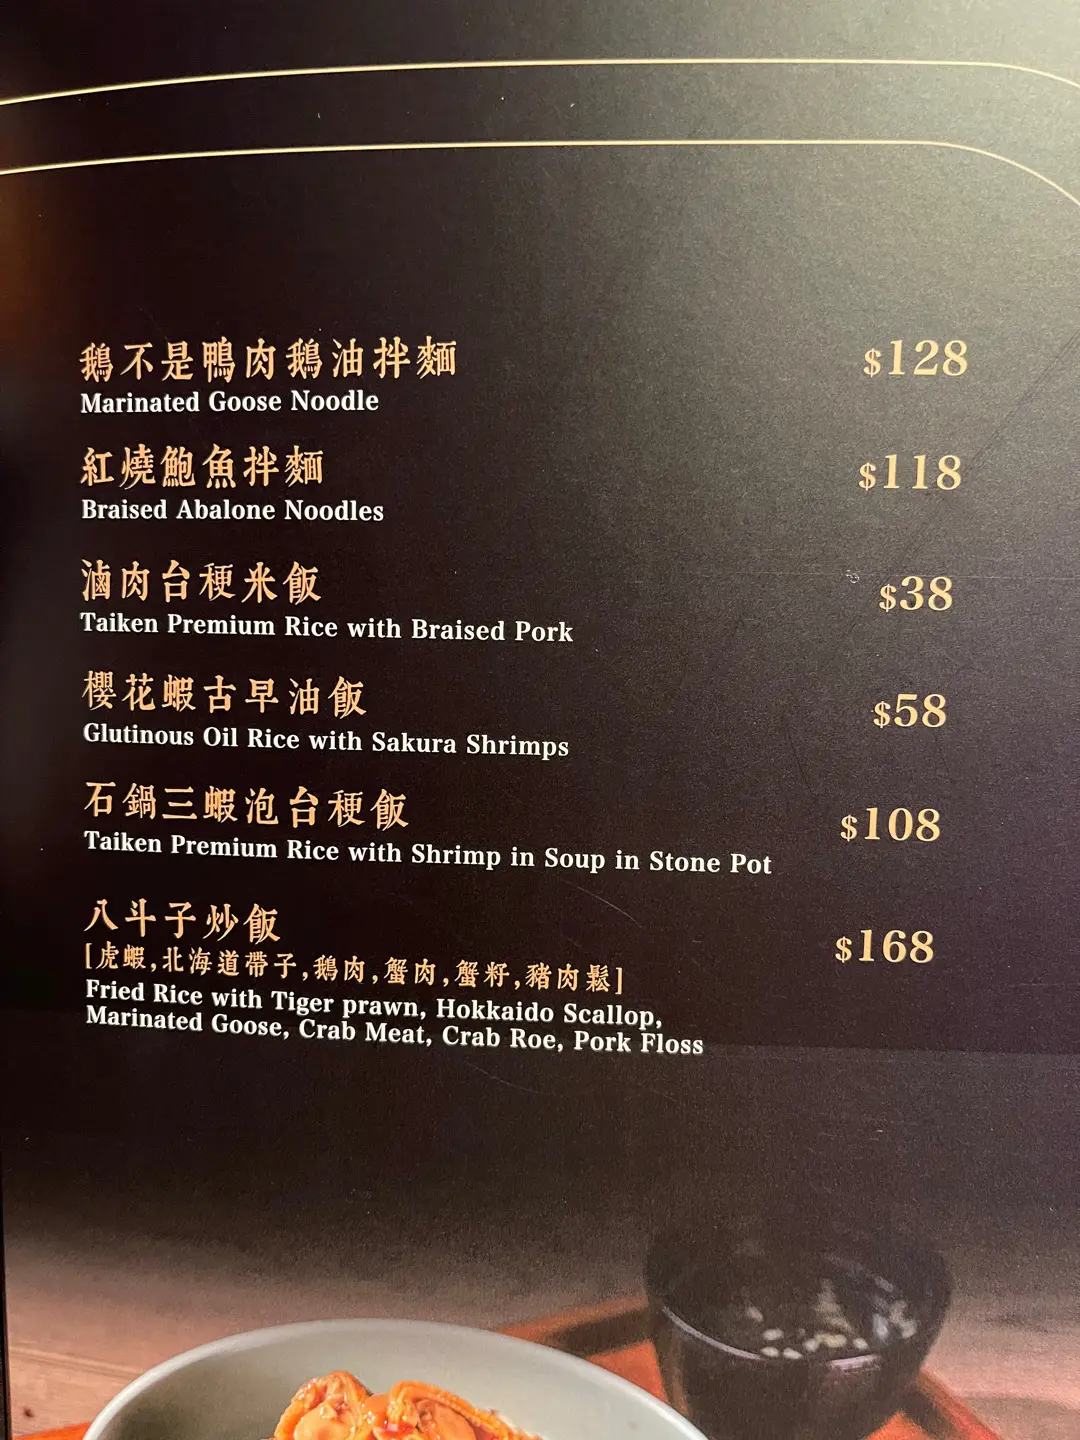 鵝不是鴨肉鵝油拌麵 $128
Marinated Goose Noodle
紅燒鮑魚拌麵 $118
Braised Abalone Noodles
滷肉台稉米飯 $38
Taiken Premium Rice with Braised Pork
櫻花蝦古早油飯 $58
Glutinous Oil Rice with Sakura Shrimps
石鍋三蝦泡台稉飯 $108
Taiken Premium Rice with Shrimp in Soup in Stone Pot
八斗子炒飯 $168
[虎蝦,北海道帶子,鵝肉,蟹肉,蟹籽,豬肉鬆]
Fried Rice with Tiger prawn, Hokkaido Scallop,
Marinated Goose, Crab Meat, Crab Roe, Pork Floss